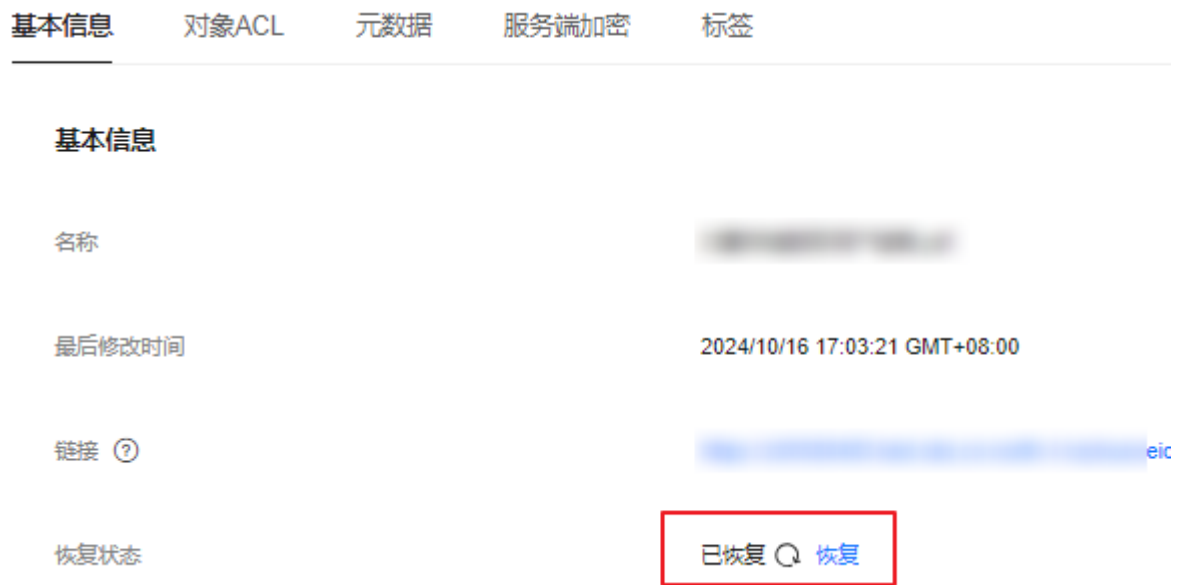 基本信息 对象ACL 元数据 服务端加密 标签
基本信息
名称
最后修改时间 2024/10/16 17:03:21 GMT+08:00
链接 ?
恢复状态 已恢复 恢复